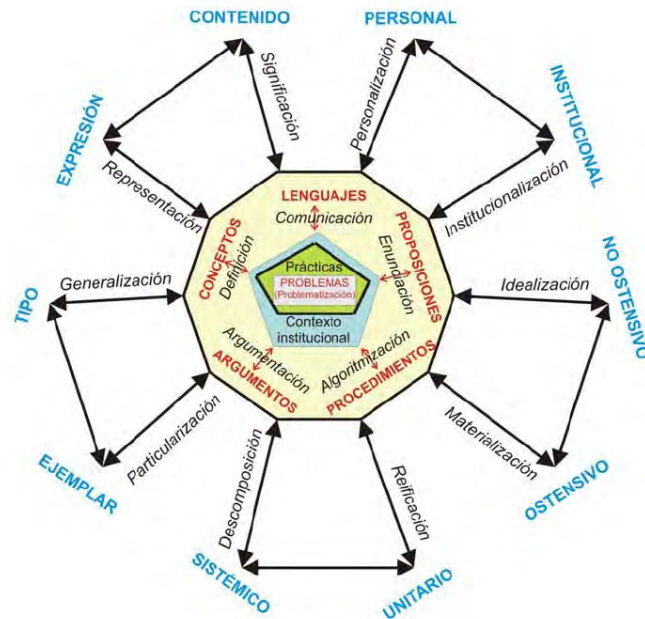 CONTENIDO
PERSONAL
EXPRESIÓN
Significación
Personalización
INSTITUCIONAL
Representación
Institucionalización
LENGUAJES
Comunicación
CONCEPTOS
Definición
PROPOSICIONES
Enundación
Prácticas
PROBLEMAS
(Problematización)
Contexto
institucional
TIPO
Generalización
Idealización
NO OSTENSIVO
Argumentación
ARGUMENTOS
Algoritmización
PROCEDIMIENTOS
EJEMPLAR
Particularización
Materialización
OSTENSIVO
Descomposición
Reificación
SISTÉMICO
UNITARIO